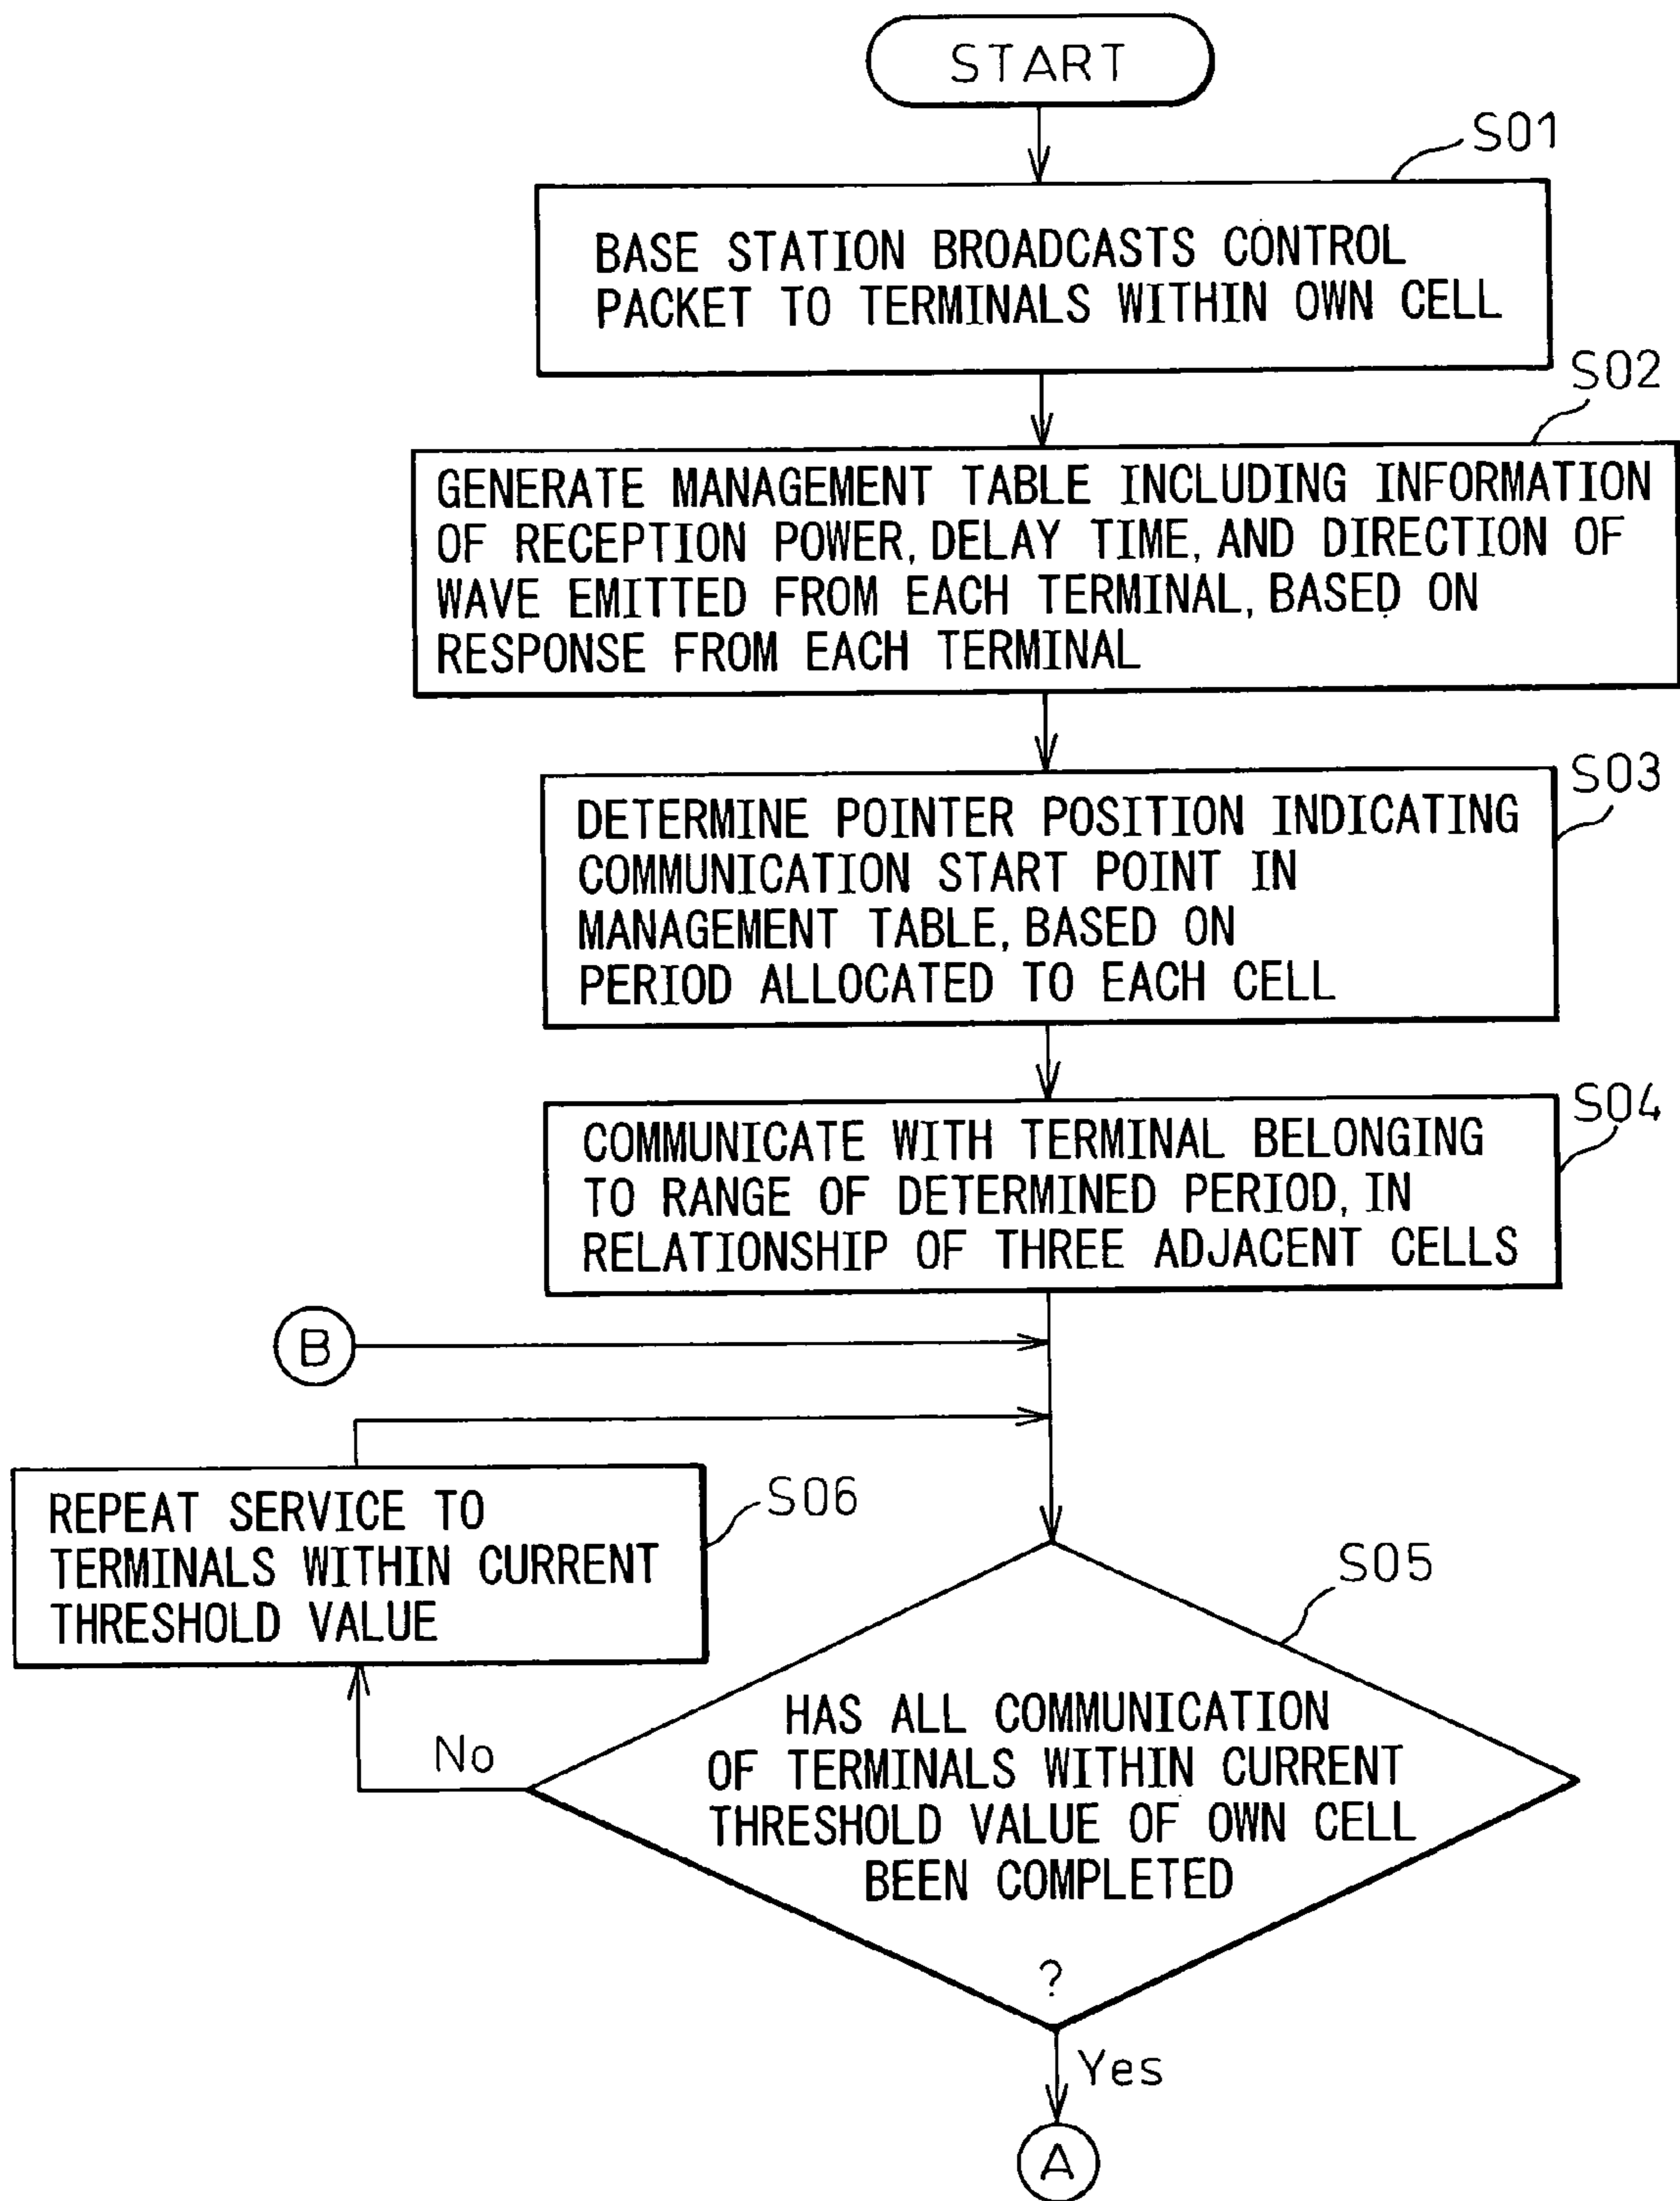 START
S01
BASE STATION BROADCASTS CONTROL
PACKET TO TERMINALS WITHIN OWN CELL
S02
GENERATE MANAGEMENT TABLE INCLUDING INFORMATION
OF RECEPTION POWER, DELAY TIME, AND DIRECTION OF
WAVE EMITTED FROM EACH TERMINAL, BASED ON
RESPONSE FROM EACH TERMINAL
S03
DETERMINE POINTER POSITION INDICATING
COMMUNICATION START POINT IN
MANAGEMENT TABLE, BASED ON
PERIOD ALLOCATED TO EACH CELL
S04
COMMUNICATE WITH TERMINAL BELONGING
TO RANGE OF DETERMINED PERIOD, IN
RELATIONSHIP OF THREE ADJACENT CELLS
B
S06
REPEAT SERVICE TO
TERMINALS WITHIN CURRENT
THRESHOLD VALUE
S05
HAS ALL COMMUNICATION
OF TERMINALS WITHIN CURRENT
THRESHOLD VALUE OF OWN CELL
BEEN COMPLETED
?
No
Yes
A